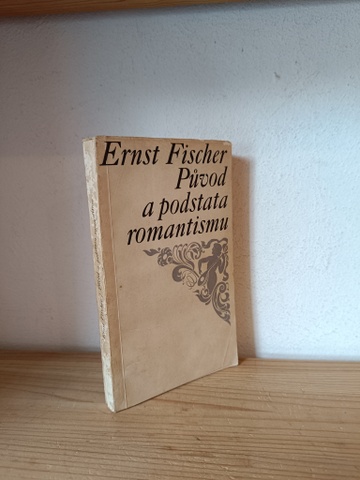 Ernst Fischer
Původ
a podstata
romantismu